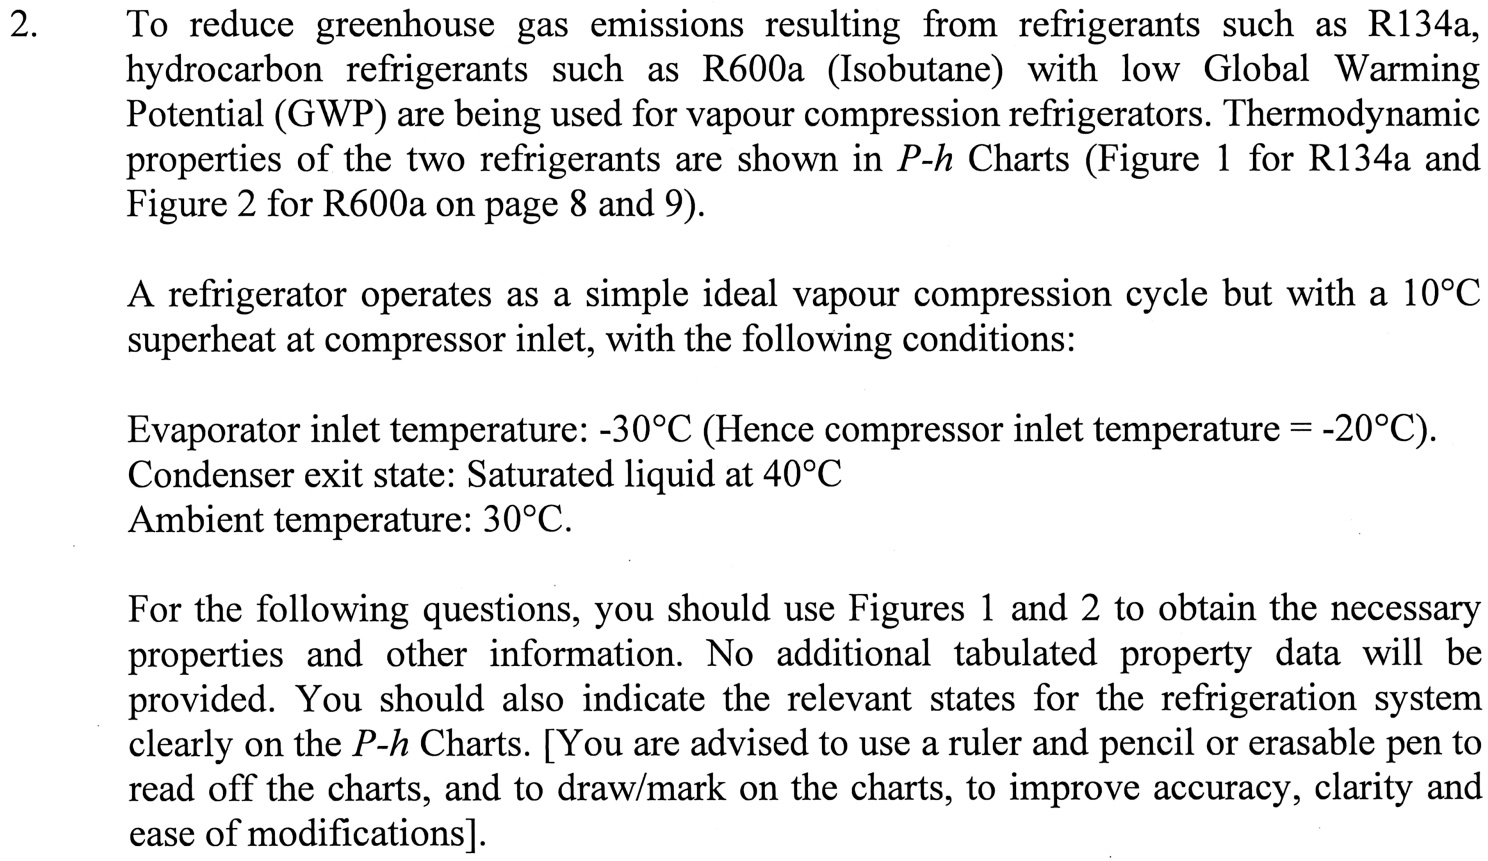 2. To reduce greenhouse gas emissions resulting from refrigerants such as R134a,
hydrocarbon refrigerants such as R600a (Isobutane) with low Global Warming
Potential (GWP) are being used for vapour compression refrigerators. Thermodynamic
properties of the two refrigerants are shown in P-h Charts (Figure 1 for R134a and
Figure 2 for R600a on page 8 and 9).
A refrigerator operates as a simple ideal vapour compression cycle but with a 10°C
superheat at compressor inlet, with the following conditions:
Evaporator inlet temperature: -30°C (Hence compressor inlet temperature = -20°C).
Condenser exit state: Saturated liquid at 40°C
Ambient temperature: 30°C.
For the following questions, you should use Figures 1 and 2 to obtain the necessary
properties and other information. No additional tabulated property data will be
provided. You should also indicate the relevant states for the refrigeration system
clearly on the P-h Charts. [You are advised to use a ruler and pencil or erasable pen to
read off the charts, and to draw/mark on the charts, to improve accuracy, clarity and
ease of modifications].